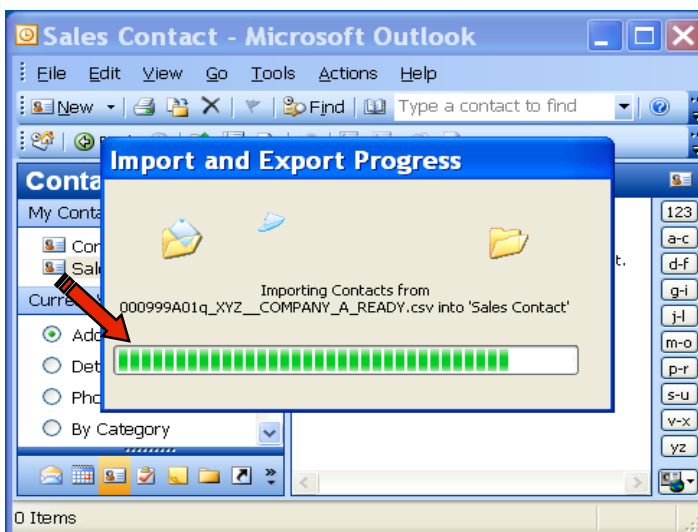 Sales Contact - Microsoft Outlook
File Edit View Go Tools Actions Help
New Find Type a contact to find
Import and Export Progress
Conta
My Conta
Con
Sal
t.
Importing Contacts from
000999A01q_XYZ__COMPANY_A_READY.csv into 'Sales Contact'
Curre
Add
Det
Pho
By Category
123
a-c
d-f
g-i
j-l
m-o
p-r
s-u
v-x
yz
0 Items